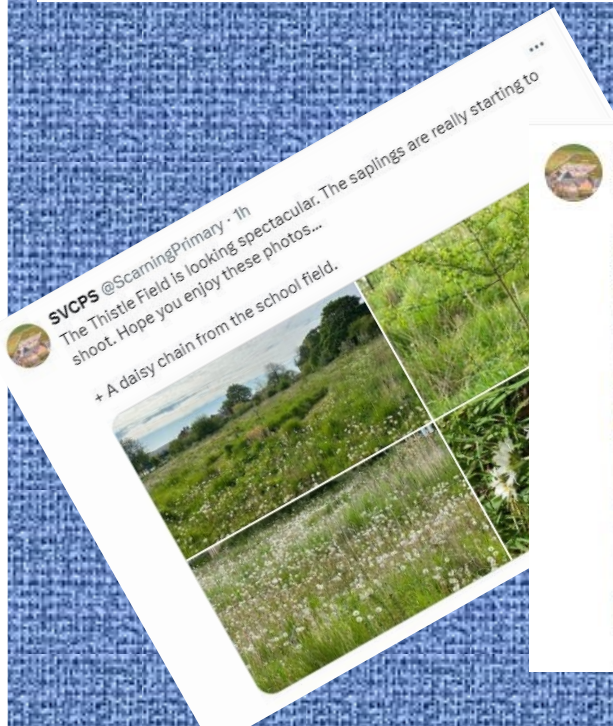 SVCPS @ScarningPrimary · 1h
The Thistle Field is looking spectacular. The saplings are really starting to
shoot. Hope you enjoy these photos...
+ A daisy chain from the school field.